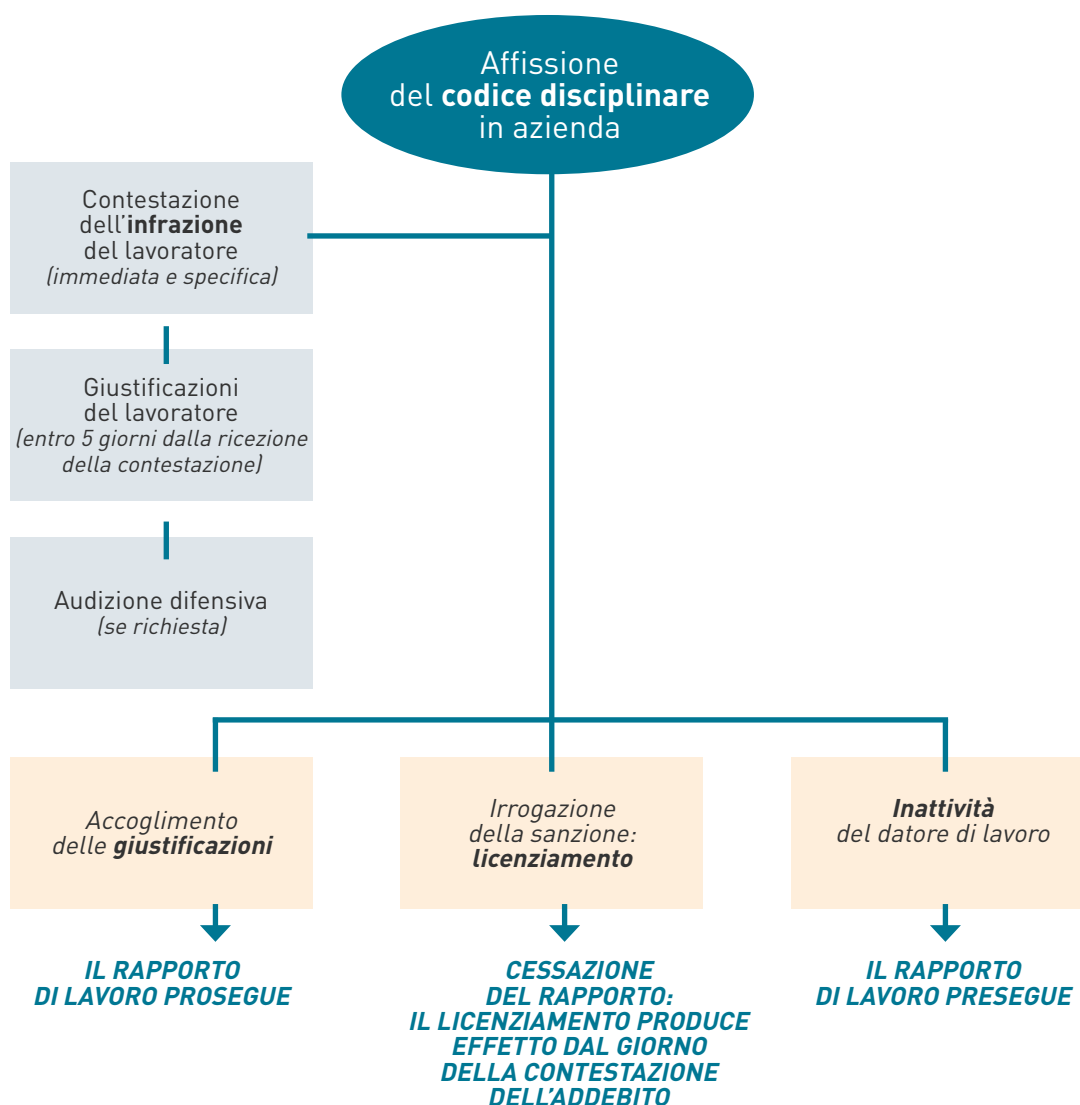 Affissione
del codice disciplinare
in azienda
Contestazione
dell'infrazione
del lavoratore
(immediata e specifica)
Giustificazioni
del lavoratore
(entro 5 giorni dalla ricezione
della contestazione)
Audizione difensiva
(se richiesta)
Accoglimento
delle giustificazioni
Irrogazione
della sanzione:
licenziamento
Inattività
del datore di lavoro
IL RAPPORTO
DI LAVORO PROSEGUE
CESSAZIONE
DEL RAPPORTO:
IL LICENZIAMENTO PRODUCE
EFFETTO DAL GIORNO
DELLA CONTESTAZIONE
DELL'ADDEBITO
IL RAPPORTO
DI LAVORO PRESEGUE